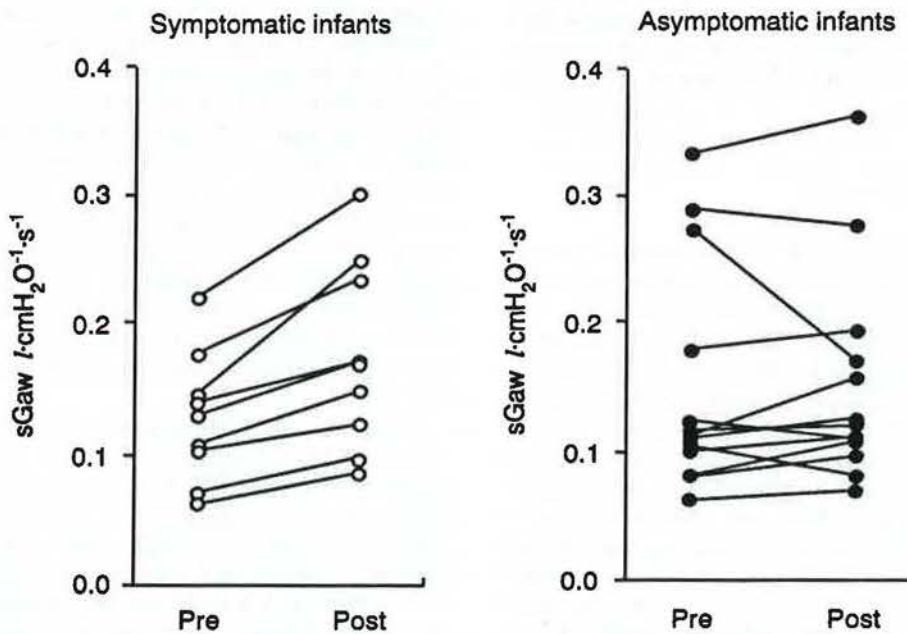 Symptomatic infants
0.4
0.3
0.2
0.1
0.0
sGaw l·cmH₂O⁻¹·s⁻¹
Pre Post
Asymptomatic infants
0.4
0.3
0.2
0.1
0.0
sGaw l·cmH₂O⁻¹·s⁻¹
Pre Post